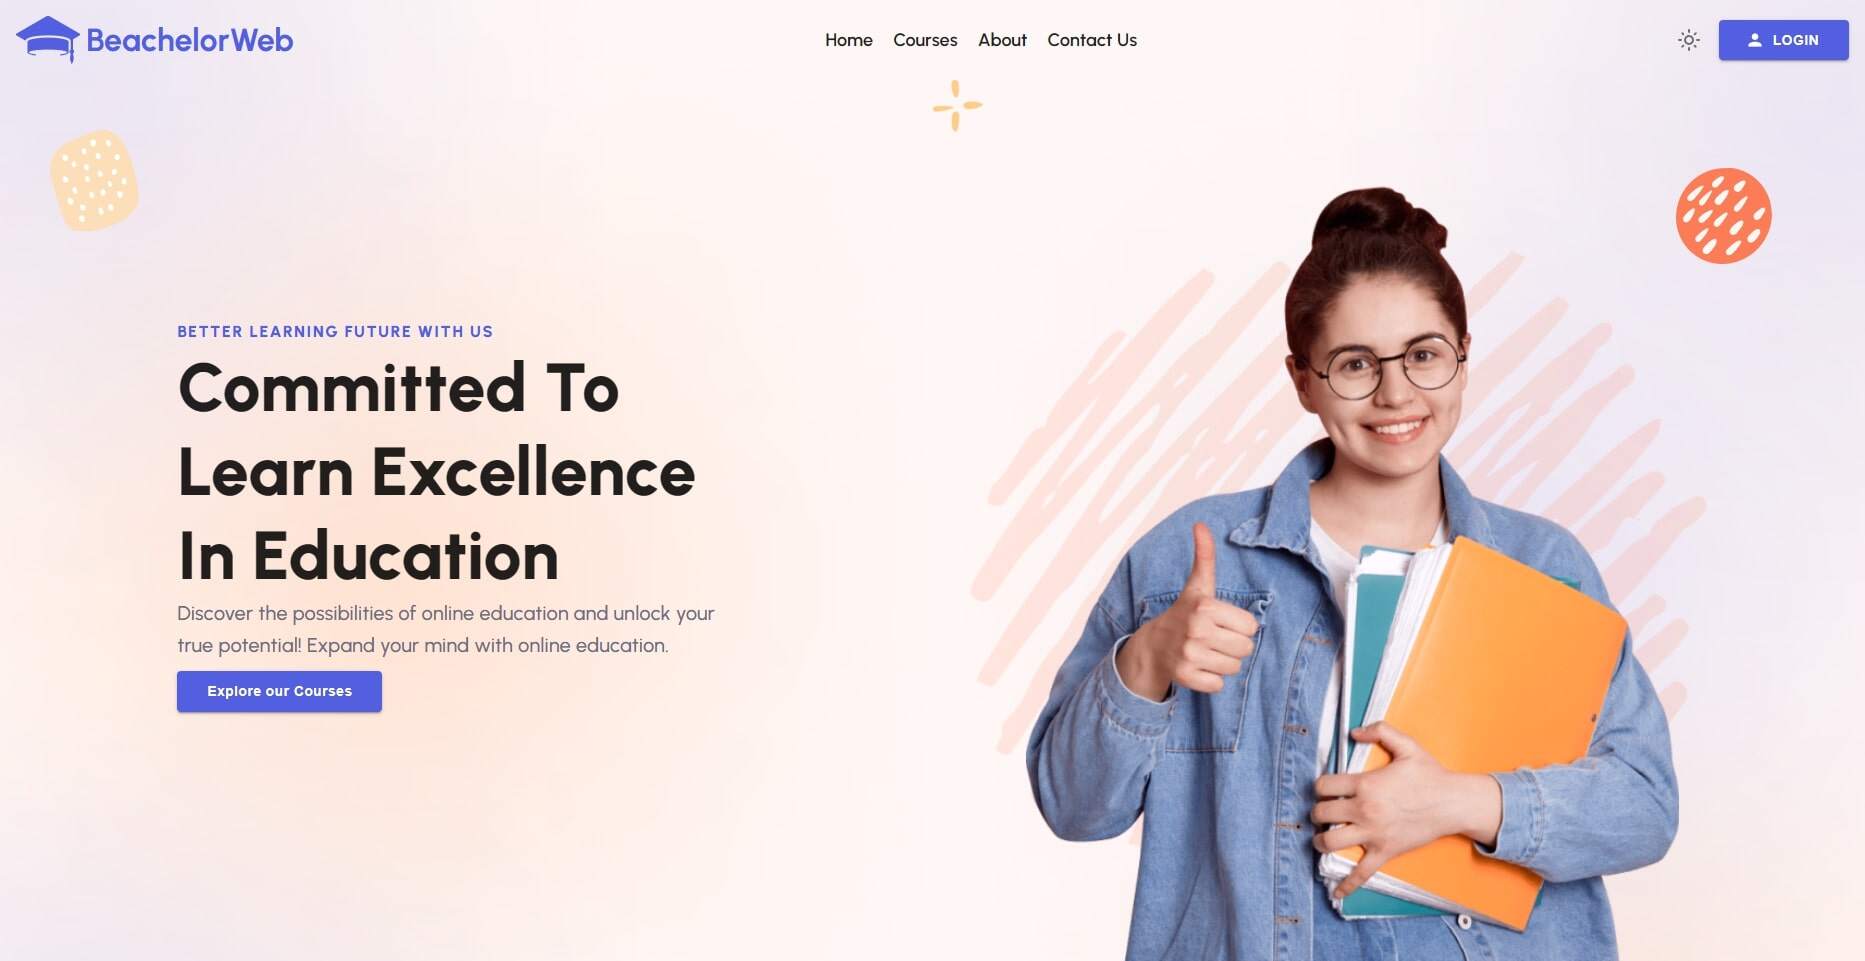 BeachelorWeb
Home Courses About Contact Us
LOGIN
BETTER LEARNING FUTURE WITH US
Committed To
Learn Excellence
In Education
Discover the possibilities of online education and unlock your
true potential! Expand your mind with online education.
Explore our Courses